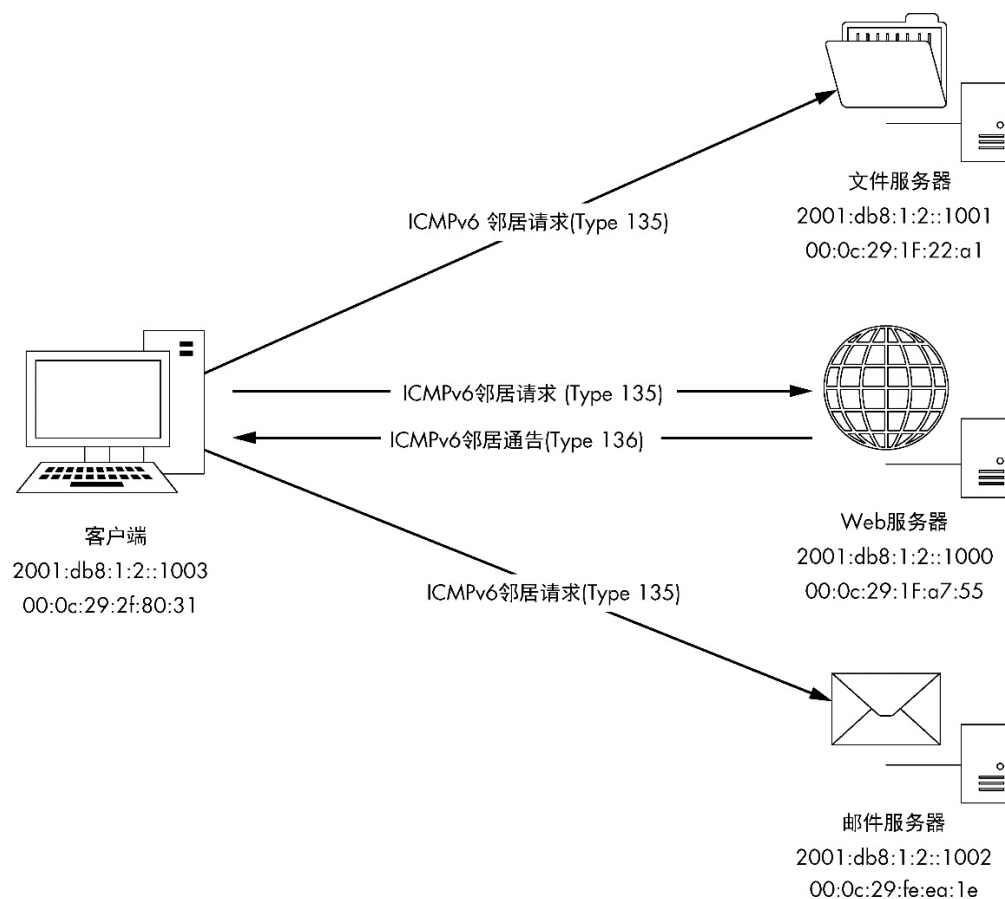 文件服务器
2001:db8:1:2::1001
00:0c:29:1F:22:a1
ICMPv6 邻居请求(Type 135)
ICMPv6邻居请求 (Type 135)
ICMPv6邻居通告(Type 136)
客户端
2001:db8:1:2::1003
00:0c:29:2f:80:31
Web服务器
2001:db8:1:2::1000
00:0c:29:1F:a7:55
ICMPv6邻居请求(Type 135)
邮件服务器
2001:db8:1:2::1002
00:0c:29:fe:ea:1e